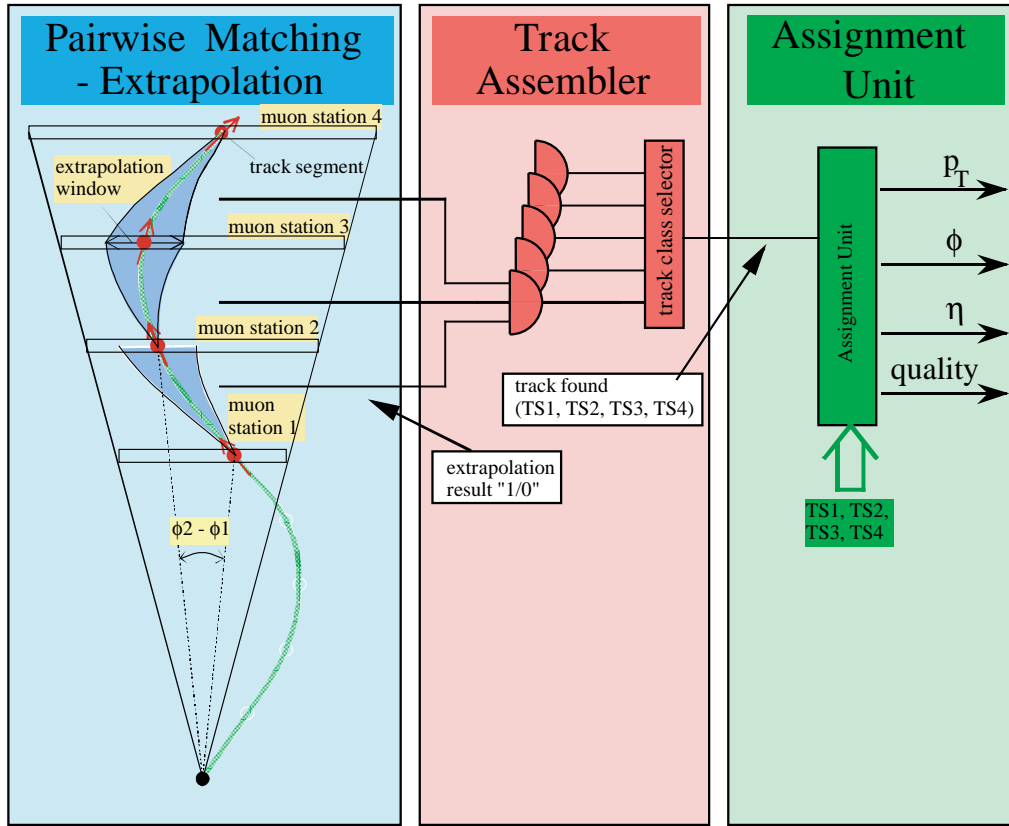 Pairwise Matching
- Extrapolation
muon station 4
track segment
extrapolation
window
muon station 3
muon station 2
muon
station 1
ϕ2 - ϕ1
Track
Assembler
track class selector
track found
(TS1, TS2, TS3, TS4)
extrapolation
result "1/0"
Assignment
Unit
Assignment Unit
pT
ϕ
η
quality
TS1, TS2,
TS3, TS4